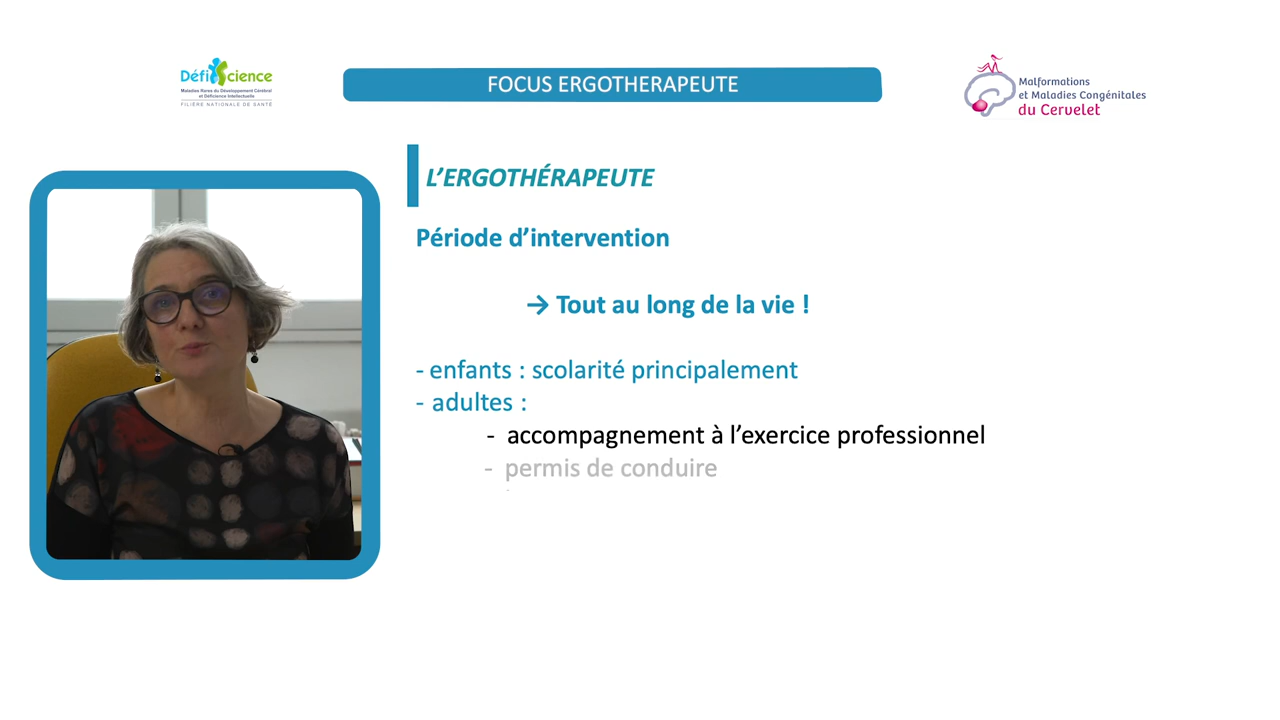 DéfiScience
Maladies Rares du Développement Cérébral
et Déficience Intellectuelle
FILIÈRE NATIONALE DE SANTÉ
FOCUS ERGOTHERAPEUTE
Malformations
et Maladies Congénitales
du Cervelet
L’ERGOTHÉRAPEUTE
Période d’intervention
→ Tout au long de la vie !
- enfants : scolarité principalement
- adultes :
- accompagnement à l’exercice professionnel
- permis de conduire